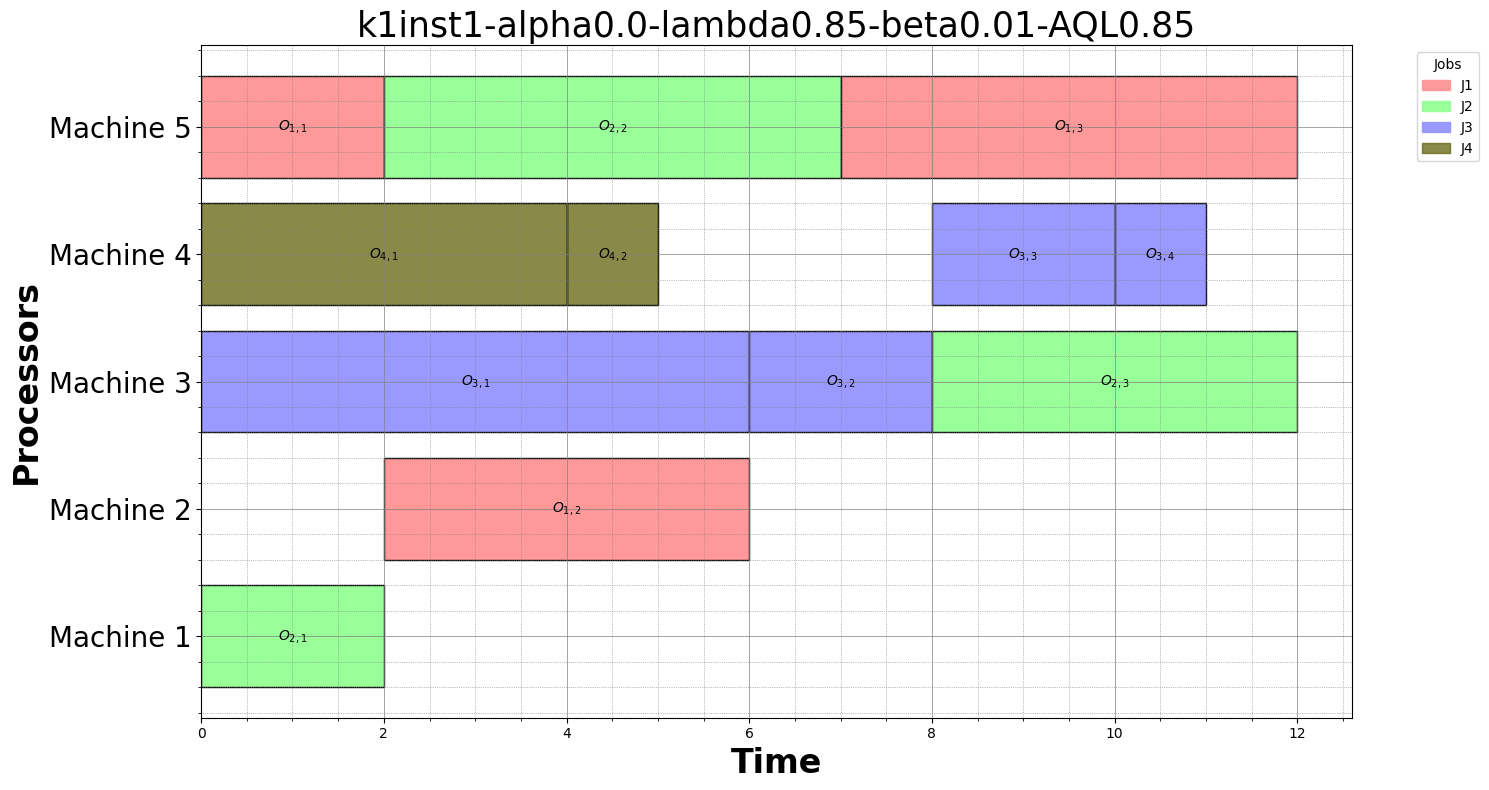 k1inst1-alpha0.0-lambda0.85-beta0.01-AQL0.85
Jobs
J1
J2
J3
J4
Machine 5
O1,1
O2,2
O1,3
Machine 4
O4,1
O4,2
O3,3
O3,4
Machine 3
O3,1
O3,2
O2,3
Machine 2
O1,2
Machine 1
O2,1
Processors
0 2 4 6 8 10 12
Time